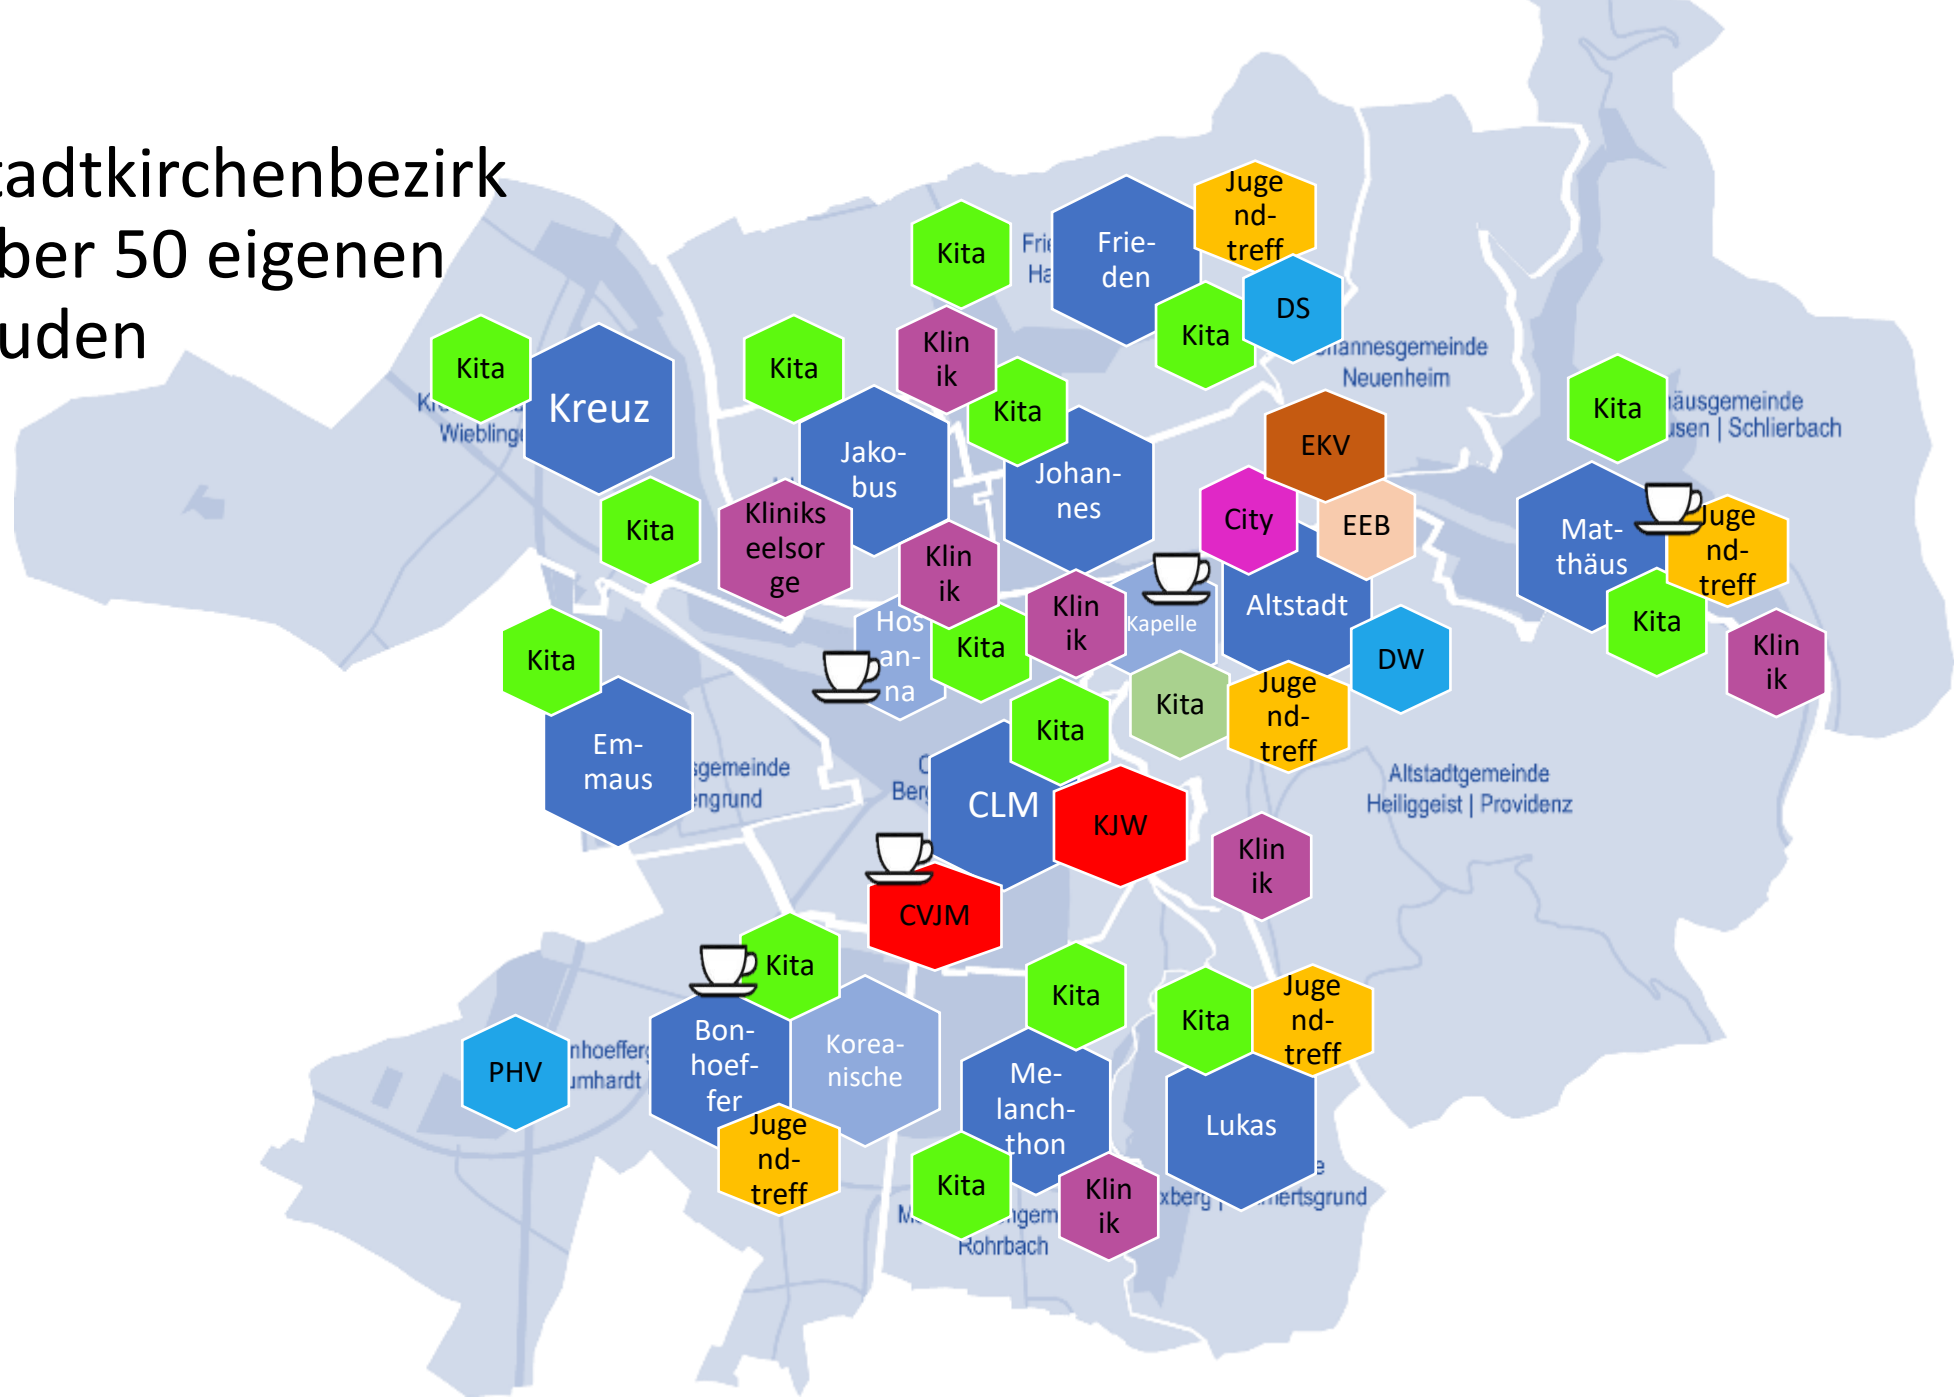 tadtkirchenbezirk
ber 50 eigenen
uden
Juge
nd-
treff
Kita
Frie-
den
DS
Kita
Klin
ik
Neuenheim
Kita
Kreuz
Kita
Kita
Kita
Schlierbach
EKV
Jako-
bus
Johan-
nes
Kliniks
eelsor
ge
Kita
City
EEB
Mat-
thäus
Juge
nd-
treff
Klin
ik
Klin
ik
Kapelle
Altstadt
Hos
an-
na
Kita
Kita
Klin
ik
Kita
DW
Kita
Juge
nd-
treff
Kita
Em-
maus
sgemeinde
Altstadtgemeinde
Heiliggeist | Providenz
CLM
KJW
Klin
ik
CVJM
Kita
Kita
Kita
Juge
nd-
treff
PHV
Bon-
hoef-
fer
Korea-
nische
Me-
lanch-
thon
Lukas
Juge
nd-
treff
Kita
Klin
ik
Rohrbach